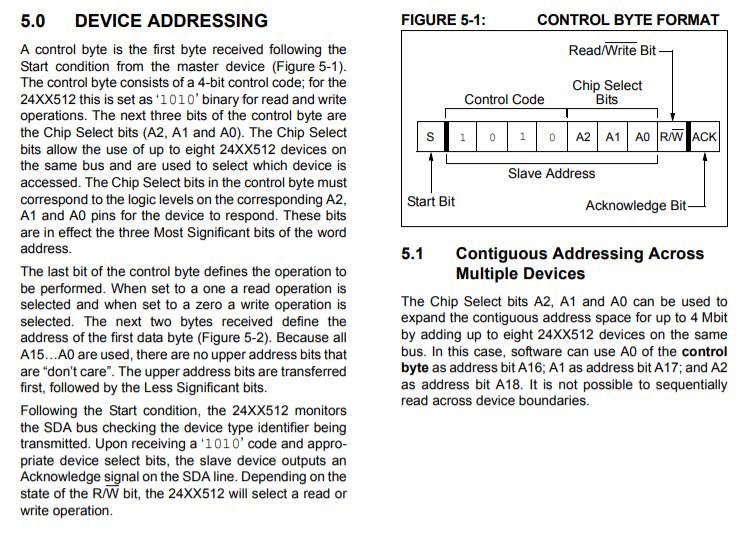 5.0 DEVICE ADDRESSING
A control byte is the first byte received following the
Start condition from the master device (Figure 5-1).
The control byte consists of a 4-bit control code; for the
24XX512 this is set as ‘1010’ binary for read and write
operations. The next three bits of the control byte are
the Chip Select bits (A2, A1 and A0). The Chip Select
bits allow the use of up to eight 24XX512 devices on
the same bus and are used to select which device is
accessed. The Chip Select bits in the control byte must
correspond to the logic levels on the corresponding A2,
A1 and A0 pins for the device to respond. These bits
are in effect the three Most Significant bits of the word
address.
The last bit of the control byte defines the operation to
be performed. When set to a one a read operation is
selected and when set to a zero a write operation is
selected. The next two bytes received define the
address of the first data byte (Figure 5-2). Because all
A15…A0 are used, there are no upper address bits that
are “don’t care”. The upper address bits are transferred
first, followed by the Less Significant bits.
Following the Start condition, the 24XX512 monitors
the SDA bus checking the device type identifier being
transmitted. Upon receiving a ‘1010’ code and appro-
priate device select bits, the slave device outputs an
Acknowledge signal on the SDA line. Depending on the
state of the R/W̅ bit, the 24XX512 will select a read or
write operation.
FIGURE 5-1: CONTROL BYTE FORMAT
Read/W̅r̅i̅t̅e̅ Bit
Chip Select
Control Code Bits
S 1 0 1 0 A2 A1 A0 R/W̅ ACK
Slave Address
Start Bit
Acknowledge Bit
5.1 Contiguous Addressing Across
Multiple Devices
The Chip Select bits A2, A1 and A0 can be used to
expand the contiguous address space for up to 4 Mbit
by adding up to eight 24XX512 devices on the same
bus. In this case, software can use A0 of the control
byte as address bit A16; A1 as address bit A17; and A2
as address bit A18. It is not possible to sequentially
read across device boundaries.